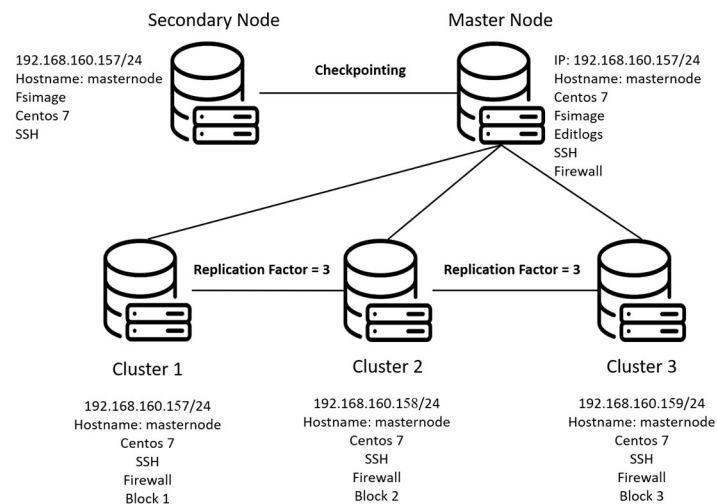 Secondary Node
Master Node
192.168.160.157/24
Hostname: masternode
Fsimage
Centos 7
SSH
Checkpointing
IP: 192.168.160.157/24
Hostname: masternode
Centos 7
Fsimage
Editlogs
SSH
Firewall
Replication Factor = 3
Replication Factor = 3
Cluster 1
192.168.160.157/24
Hostname: masternode
Centos 7
SSH
Firewall
Block 1
Cluster 2
192.168.160.158/24
Hostname: masternode
Centos 7
SSH
Firewall
Block 2
Cluster 3
192.168.160.159/24
Hostname: masternode
Centos 7
SSH
Firewall
Block 3